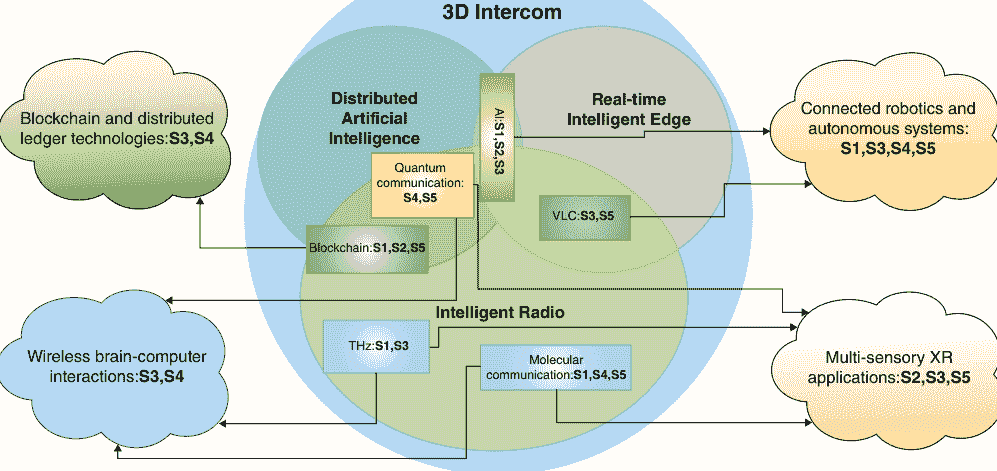 3D Intercom
Distributed
Artificial
Intelligence
Real-time
Intelligent Edge
AI:S1,S2,S3
Blockchain and distributed
ledger technologies:S3,S4
Connected robotics and
autonomous systems:
S1,S3,S4,S5
Quantum
communication:
S4,S5
VLC:S3,S5
Blockchain:S1,S2,S5
Intelligent Radio
THz:S1,S3
Molecular
communication:S1,S4,S5
Wireless brain-computer
interactions:S3,S4
Multi-sensory XR
applications:S2,S3,S5